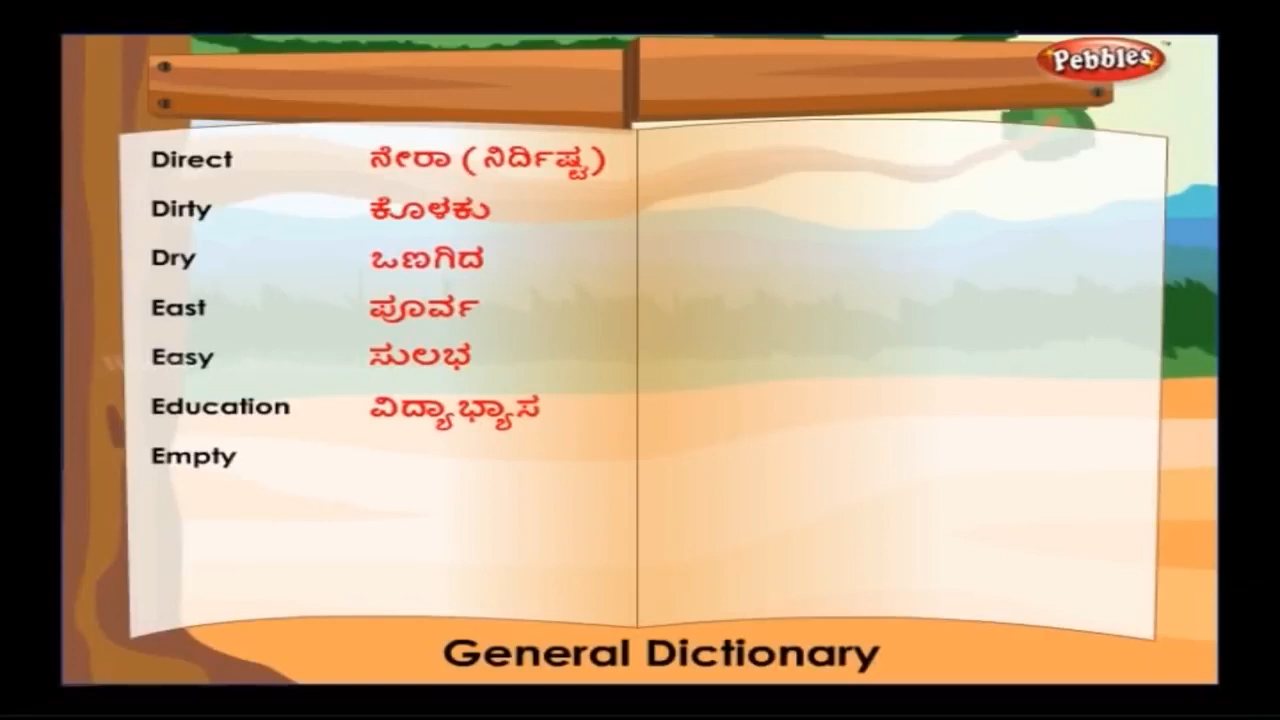 Pebbles
Direct ನೇರಾ ( ನಿರ್ದಿಷ್ಟ )
Dirty ಕೊಳಕು
Dry ಒಣಗಿದ
East ಪೂರ್ವ
Easy ಸುಲಭ
Education ವಿದ್ಯಾಭ್ಯಾಸ
Empty
General Dictionary